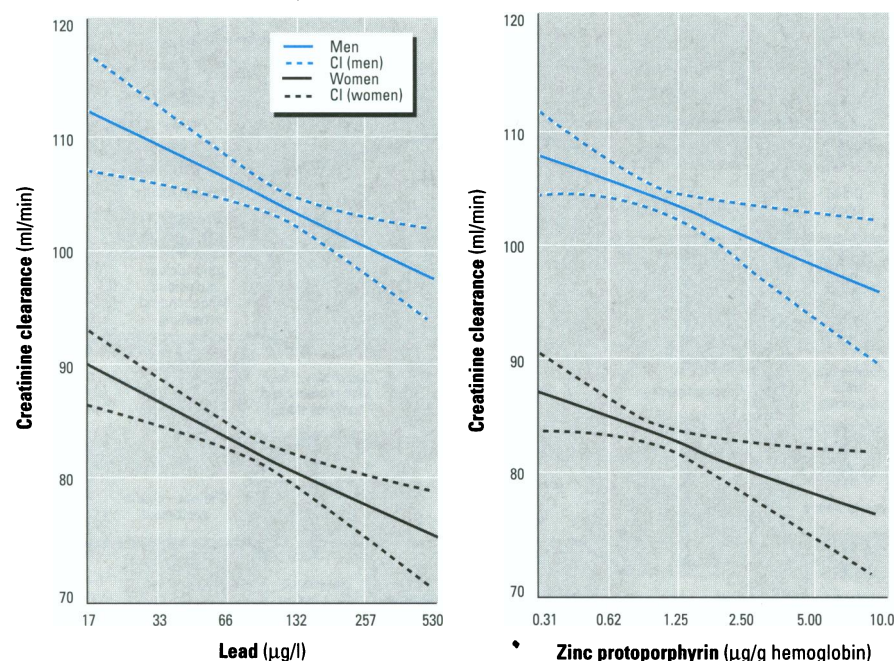 120
110
100
90
80
70
Creatinine clearance (ml/min)
Men
CI (men)
Women
CI (women)
17 33 66 132 257 530
Lead (µg/l)
120
110
100
90
80
70
Creatinine clearance (ml/min)
0.31 0.62 1.25 2.50 5.00 10.0
Zinc protoporphyrin (µg/g hemoglobin)